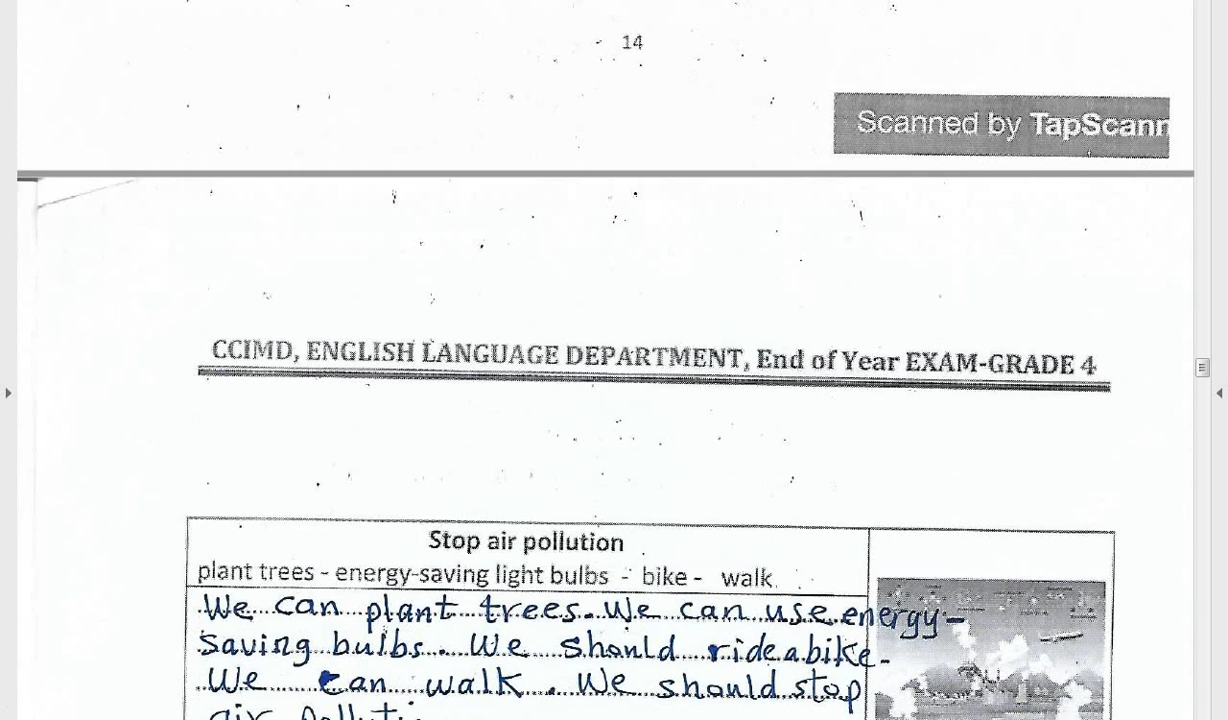 14
Scanned by TapScann
CCIMD, ENGLISH LANGUAGE DEPARTMENT, End of Year EXAM-GRADE 4
Stop air pollution
plant trees - energy-saving light bulbs - bike - walk
We can plant trees. We can use energy-
saving bulbs. We should ride a bike.
We can walk. We should stop
air polluti